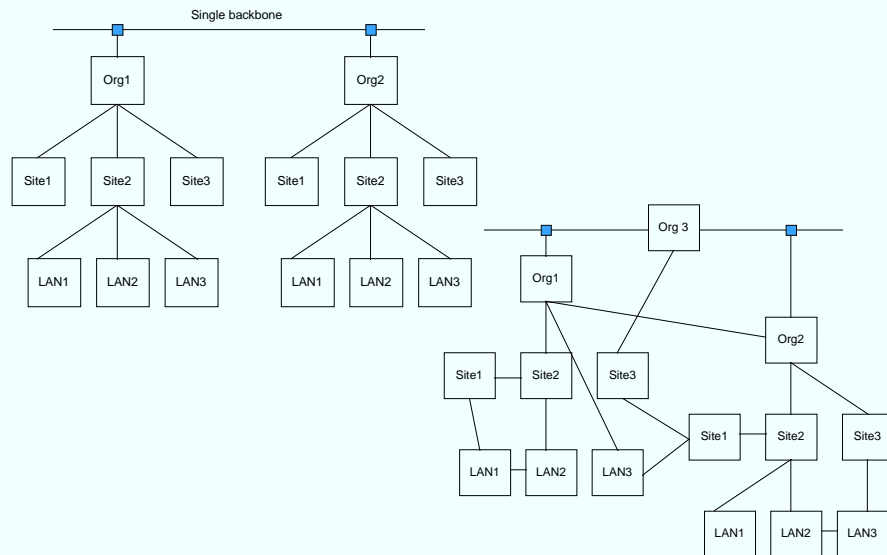 Single backbone
Org1
Org2
Site1
Site2
Site3
Site1
Site2
Site3
LAN1
LAN2
LAN3
LAN1
LAN2
LAN3
Org 3
Org1
Org2
Site1
Site2
Site3
Site1
Site2
Site3
LAN1
LAN2
LAN3
LAN1
LAN2
LAN3